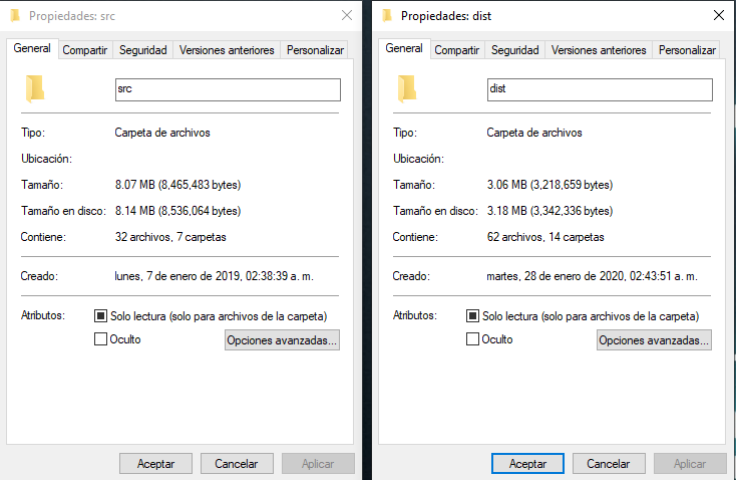 Propiedades: src
General Compartir Seguridad Versiones anteriores Personalizar
src
Tipo: Carpeta de archivos
Ubicación:
Tamaño: 8.07 MB (8,465,483 bytes)
Tamaño en disco: 8.14 MB (8,536,064 bytes)
Contiene: 32 archivos, 7 carpetas
Creado: lunes, 7 de enero de 2019, 02:38:39 a. m.
Atributos: Solo lectura (solo para archivos de la carpeta)
Oculto Opciones avanzadas...
Aceptar Cancelar Aplicar
Propiedades: dist
General Compartir Seguridad Versiones anteriores Personalizar
dist
Tipo: Carpeta de archivos
Ubicación:
Tamaño: 3.06 MB (3,218,659 bytes)
Tamaño en disco: 3.18 MB (3,342,336 bytes)
Contiene: 62 archivos, 14 carpetas
Creado: martes, 28 de enero de 2020, 02:43:51 a. m.
Atributos: Solo lectura (solo para archivos de la carpeta)
Oculto Opciones avanzadas...
Aceptar Cancelar Aplicar